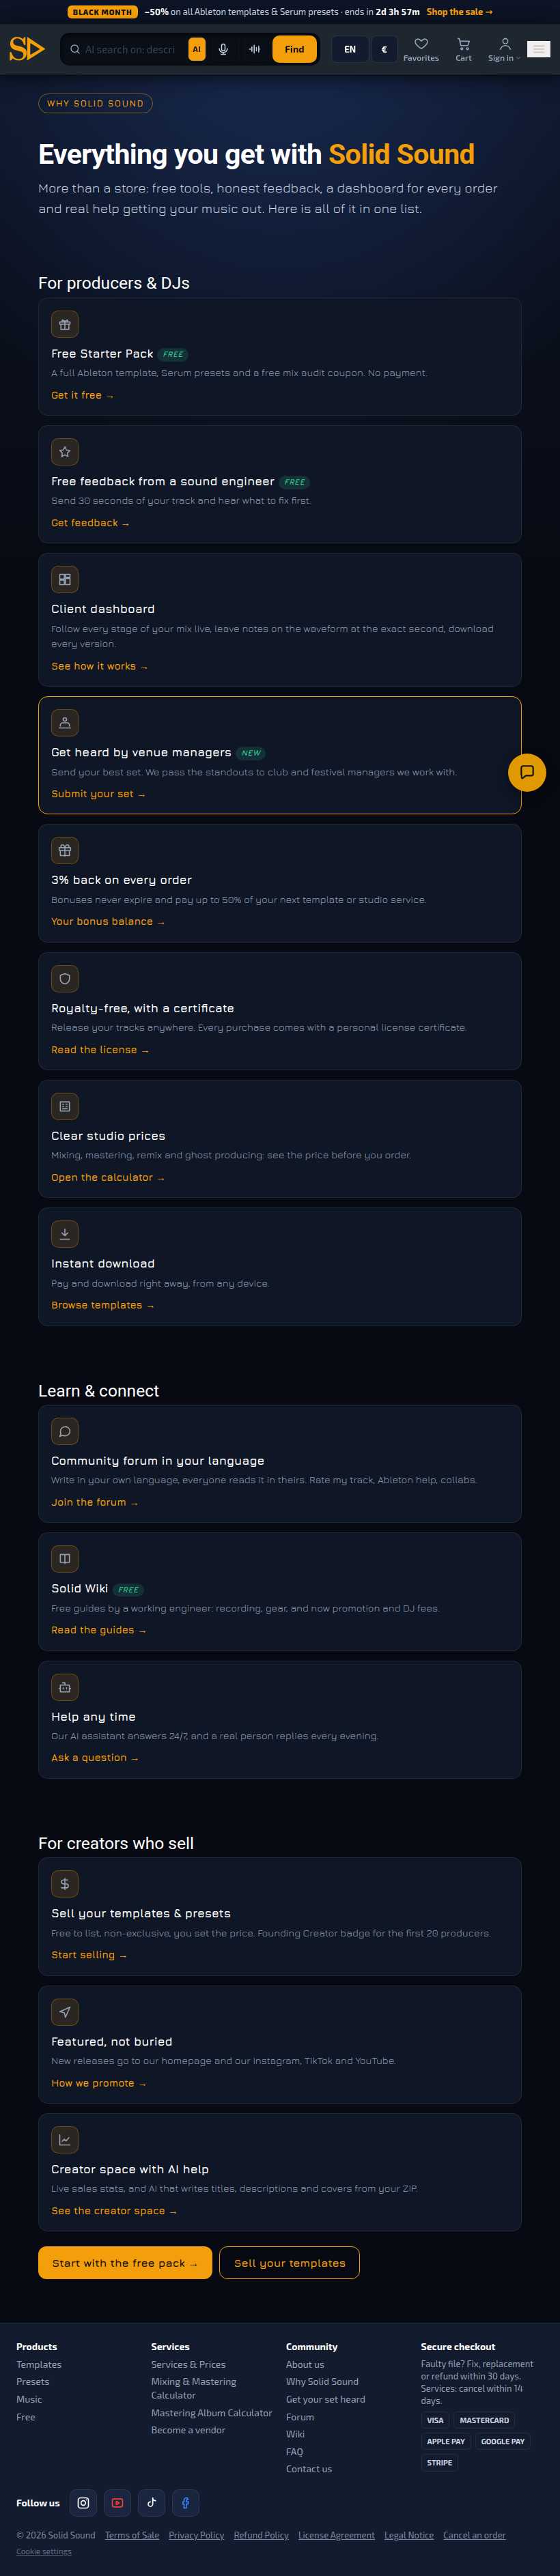 BLACK MONTH −50% on all Ableton templates & Serum presets · ends in 2d 3h 57m Shop the sale →
AI search on: descri AI Find EN € Favorites Cart Sign in
WHY SOLID SOUND
Everything you get with Solid Sound
More than a store: free tools, honest feedback, a dashboard for every order
and real help getting your music out. Here is all of it in one list.
For producers & DJs
Free Starter Pack FREE
A full Ableton template, Serum presets and a free mix audit coupon. No payment.
Get it free →
Free feedback from a sound engineer FREE
Send 30 seconds of your track and hear what to fix first.
Get feedback →
Client dashboard
Follow every stage of your mix live, leave notes on the waveform at the exact second, download
every version.
See how it works →
Get heard by venue managers NEW
Send your best set. We pass the standouts to club and festival managers we work with.
Submit your set →
3% back on every order
Bonuses never expire and pay up to 50% of your next template or studio service.
Your bonus balance →
Royalty-free, with a certificate
Release your tracks anywhere. Every purchase comes with a personal license certificate.
Read the license →
Clear studio prices
Mixing, mastering, remix and ghost producing: see the price before you order.
Open the calculator →
Instant download
Pay and download right away, from any device.
Browse templates →
Learn & connect
Community forum in your language
Write in your own language, everyone reads it in theirs. Rate my track, Ableton help, collabs.
Join the forum →
Solid Wiki FREE
Free guides by a working engineer: recording, gear, and now promotion and DJ fees.
Read the guides →
Help any time
Our AI assistant answers 24/7, and a real person replies every evening.
Ask a question →
For creators who sell
Sell your templates & presets
Free to list, non-exclusive, you set the price. Founding Creator badge for the first 20 producers.
Start selling →
Featured, not buried
New releases go to our homepage and our Instagram, TikTok and YouTube.
How we promote →
Creator space with AI help
Live sales stats, and AI that writes titles, descriptions and covers from your ZIP.
See the creator space →
Start with the free pack → Sell your templates
Products
Templates
Presets
Music
Free
Services
Services & Prices
Mixing & Mastering
Calculator
Mastering Album Calculator
Become a vendor
Community
About us
Why Solid Sound
Get your set heard
Forum
Wiki
FAQ
Contact us
Secure checkout
Faulty file? Fix, replacement
or refund within 30 days.
Services: cancel within 14
days.
VISA MASTERCARD
APPLE PAY GOOGLE PAY
STRIPE
Follow us
© 2026 Solid Sound Terms of Sale Privacy Policy Refund Policy License Agreement Legal Notice Cancel an order
Cookie settings